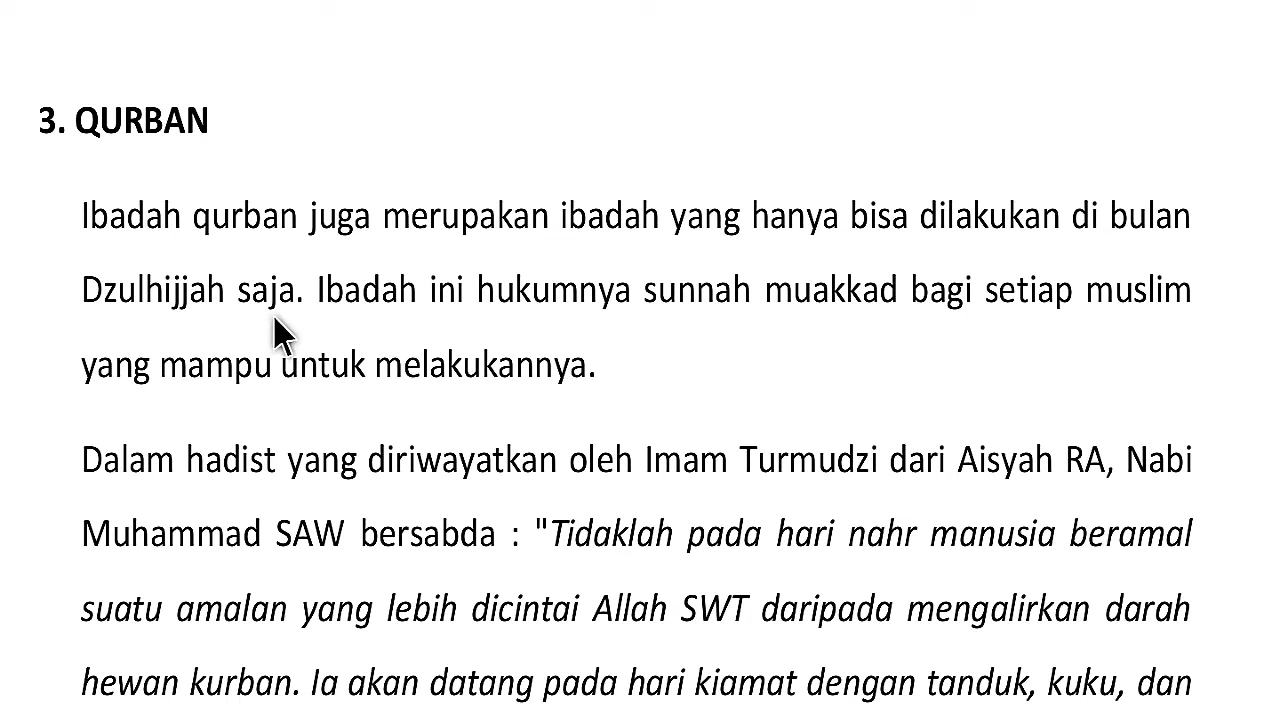 3. QURBAN
Ibadah qurban juga merupakan ibadah yang hanya bisa dilakukan di bulan
Dzulhijjah saja. Ibadah ini hukumnya sunnah muakkad bagi setiap muslim
yang mampu untuk melakukannya.
Dalam hadist yang diriwayatkan oleh Imam Turmudzi dari Aisyah RA, Nabi
Muhammad SAW bersabda : "Tidaklah pada hari nahr manusia beramal
suatu amalan yang lebih dicintai Allah SWT daripada mengalirkan darah
hewan kurban. Ia akan datang pada hari kiamat dengan tanduk, kuku, dan